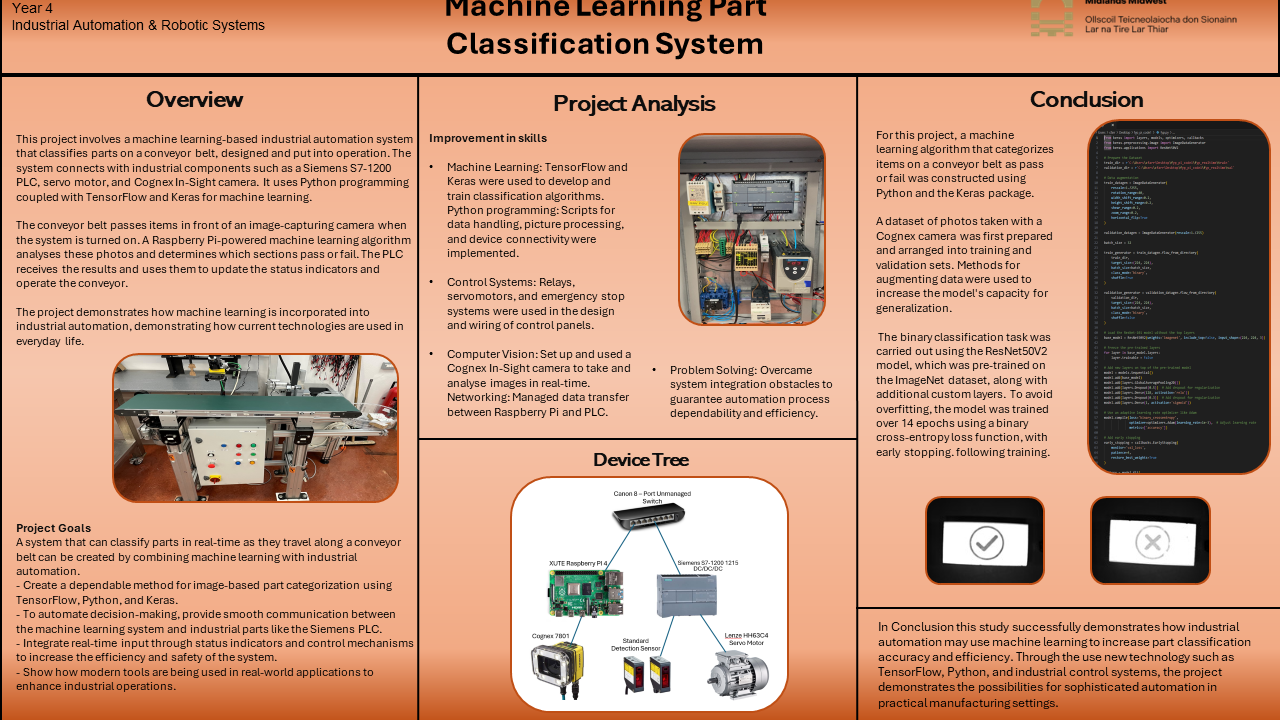 Year 4
Industrial Automation & Robotic Systems
Machine Learning Part
Classification System
Midlands Midwest
Ollscoil Teicneolaíochta don Sionainn
Lar na Tire Lar Thiar
Overview
This project involves a machine learning-based industrial automation system
that classifies parts on a conveyor belt, designed and put into operation. The
system connects with industrial components such as a Siemens S7-1200
PLC, servo motor, and Cognex In-Sight camera. It uses Python programming,
coupled with TensorFlow and Keras for machine learning.
The conveyor belt passes items in front of an image-capturing camera when
the system is turned on. A Raspberry Pi-powered machine learning algorithm
analyses these photos and determines which sections pass or fail. The PLC
receives the results and uses them to update the status indicators and
operate the conveyor.
The project demonstrates how machine learning is incorporated into
industrial automation, demonstrating how current technologies are used in
everyday life.
Project Goals
A system that can classify parts in real-time as they travel along a conveyor
belt can be created by combining machine learning with industrial
automation.
- Create a dependable method for image-based part categorization using
TensorFlow, Python, and Keras.
- To automate decision-making, provide smooth communication between
the machine learning system and industrial parts like the Siemens PLC.
- Integrate real-time input through status indicators and control mechanisms
to increase the efficiency and safety of the system.
- Show how modern tools are being used in real-world applications to
enhance industrial operations.
Project Analysis
Improvement in skills
• Machine Learning: TensorFlow and
Keras were used to develop and
train classification algorithms.
Python programming: Scripts for
data handling, picture processing,
and device connectivity were
implemented.
• Control Systems: Relays,
servomotors, and emergency stop
systems were used in the design
and wiring of control panels.
• Computer Vision: Set up and used a
Cognex In-Sight camera to take and
analyse images in real-time.
Networking: Managed data transfer
between Raspberry Pi and PLC.
• Problem Solving: Overcame
system integration obstacles to
guarantee automation process
dependability and efficiency.
Device Tree
Canon 8 – Port Unmanaged
Switch
XUTE Raspberry PI 4
Siemens S7-1200 1215
DC/DC/DC
Cognex 7801
Standard
Detection Sensor
Lenze HH63C4
Servo Motor
Conclusion
For this project, a machine
learning algorithm that categorizes
items on a conveyor belt as pass
or fail was constructed using
Python and the Keras package.
A dataset of photos taken with a
Cognex camera was first prepared
and arranged into training and
validation sets. Methods for
augmenting data were used to
increase the model's capacity for
generalization.
The binary classification task was
carried out using the ResNet50V2
model, which was pre-trained on
the ImageNet dataset, along with
additional custom layers. To avoid
overfitting, the model was trained
over 14 epochs using a binary
cross-entropy loss function, with
early stopping. following training.
In Conclusion this study successfully demonstrates how industrial
automation may use machine learning to increase part classification
accuracy and efficiency. Through the use new technology such as
TensorFlow, Python, and industrial control systems, the project
demonstrates the possibilities for sophisticated automation in
practical manufacturing settings.